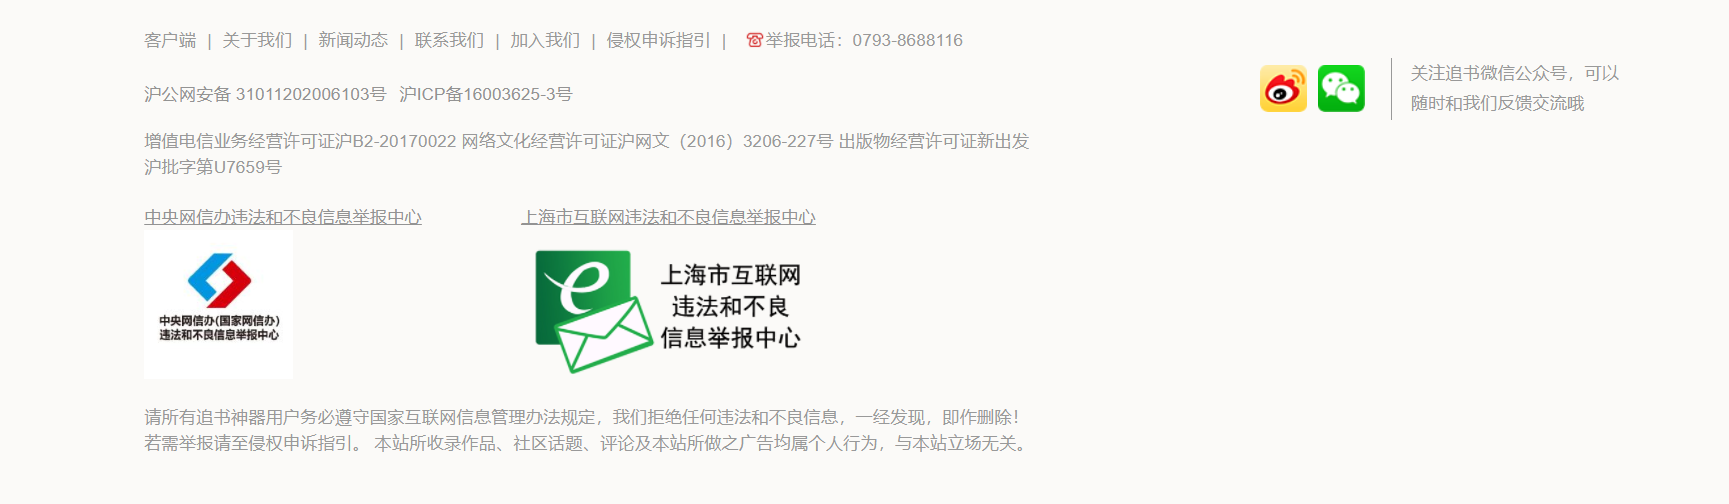 客户端 | 关于我们 | 新闻动态 | 联系我们 | 加入我们 | 侵权申诉指引 | ☎举报电话：0793-8688116
沪公网安备 31011202006103号 沪ICP备16003625-3号
增值电信业务经营许可证沪B2-20170022 网络文化经营许可证沪网文（2016）3206-227号 出版物经营许可证新出发
沪批字第U7659号
中央网信办违法和不良信息举报中心
中央网信办(国家网信办)
违法和不良信息举报中心
上海市互联网违法和不良信息举报中心
上海市互联网
违法和不良
信息举报中心
请所有追书神器用户务必遵守国家互联网信息管理办法规定，我们拒绝任何违法和不良信息，一经发现，即作删除！
若需举报请至侵权申诉指引。 本站所收录作品、社区话题、评论及本站所做之广告均属个人行为，与本站立场无关。
关注追书微信公众号，可以
随时和我们反馈交流哦